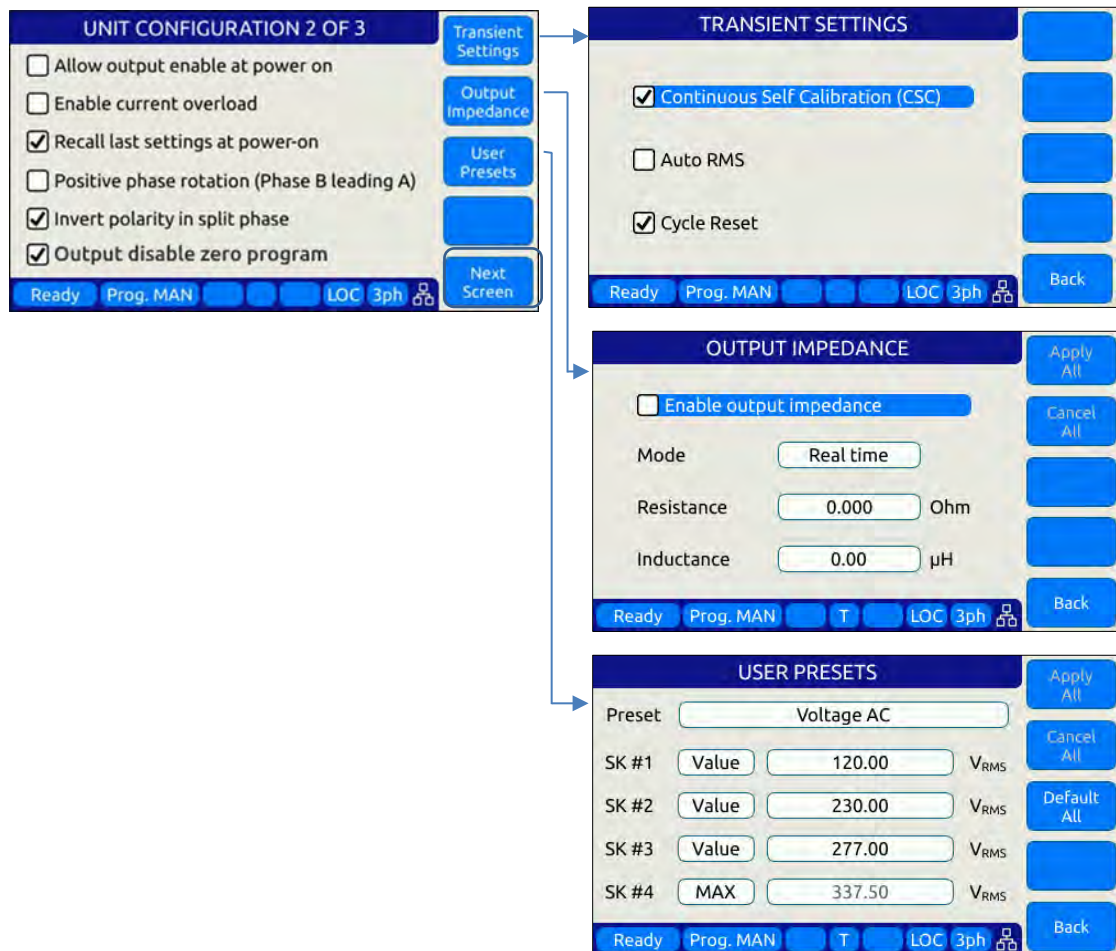 UNIT CONFIGURATION 2 OF 3
Allow output enable at power on
Enable current overload
Recall last settings at power-on
Positive phase rotation (Phase B leading A)
Invert polarity in split phase
Output disable zero program
Ready Prog. MAN LOC 3ph
Transient
Settings
Output
Impedance
User
Presets
Next
Screen
TRANSIENT SETTINGS
Continuous Self Calibration (CSC)
Auto RMS
Cycle Reset
Ready Prog. MAN LOC 3ph
Back
OUTPUT IMPEDANCE
Enable output impedance
Mode Real time
Resistance 0.000 Ohm
Inductance 0.00 µH
Ready Prog. MAN T LOC 3ph
Apply
All
Cancel
All
Back
USER PRESETS
Preset Voltage AC
SK #1 Value 120.00 VRMS
SK #2 Value 230.00 VRMS
SK #3 Value 277.00 VRMS
SK #4 MAX 337.50 VRMS
Ready Prog. MAN T LOC 3ph
Apply
All
Cancel
All
Default
All
Back